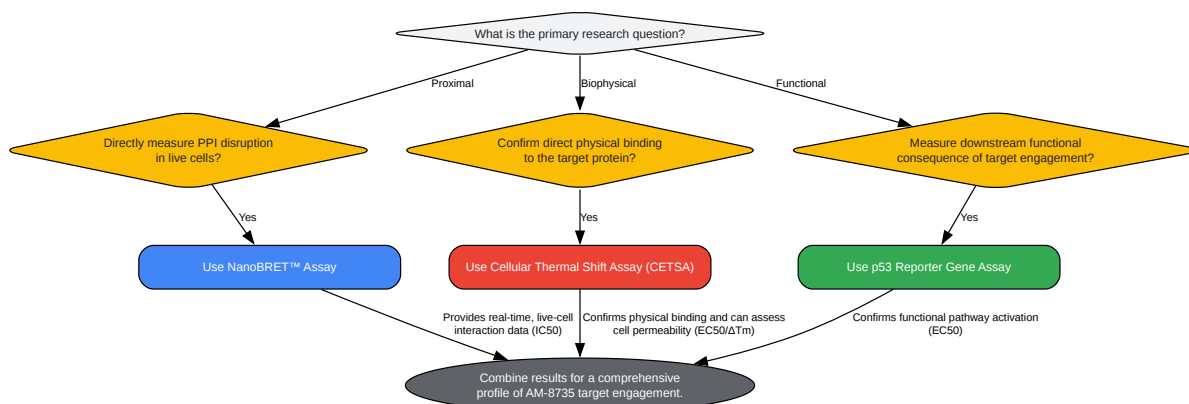 What is the primary research question?
Proximal
Biophysical
Functional
Directly measure PPI disruption
in live cells?
Confirm direct physical binding
to the target protein?
Measure downstream functional
consequence of target engagement?
Yes
Yes
Yes
Use NanoBRET™ Assay
Use Cellular Thermal Shift Assay (CETSA)
Use p53 Reporter Gene Assay
Provides real-time, live-cell
interaction data (IC50)
Confirms physical binding and can assess
cell permeability (EC50/ΔTm)
Confirms functional pathway activation
(EC50)
Combine results for a comprehensive
profile of AM-8735 target engagement.